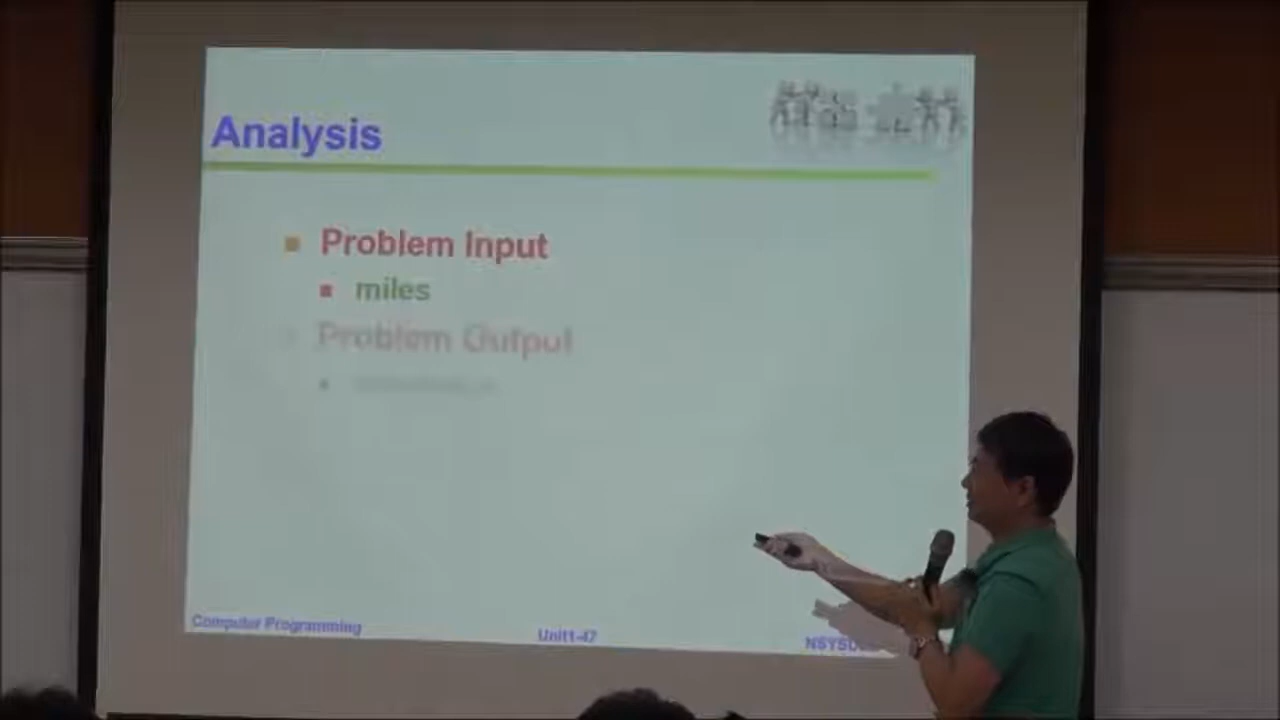 Analysis
Problem Input
miles
Problem Output
Computer Programming
Unit1-47